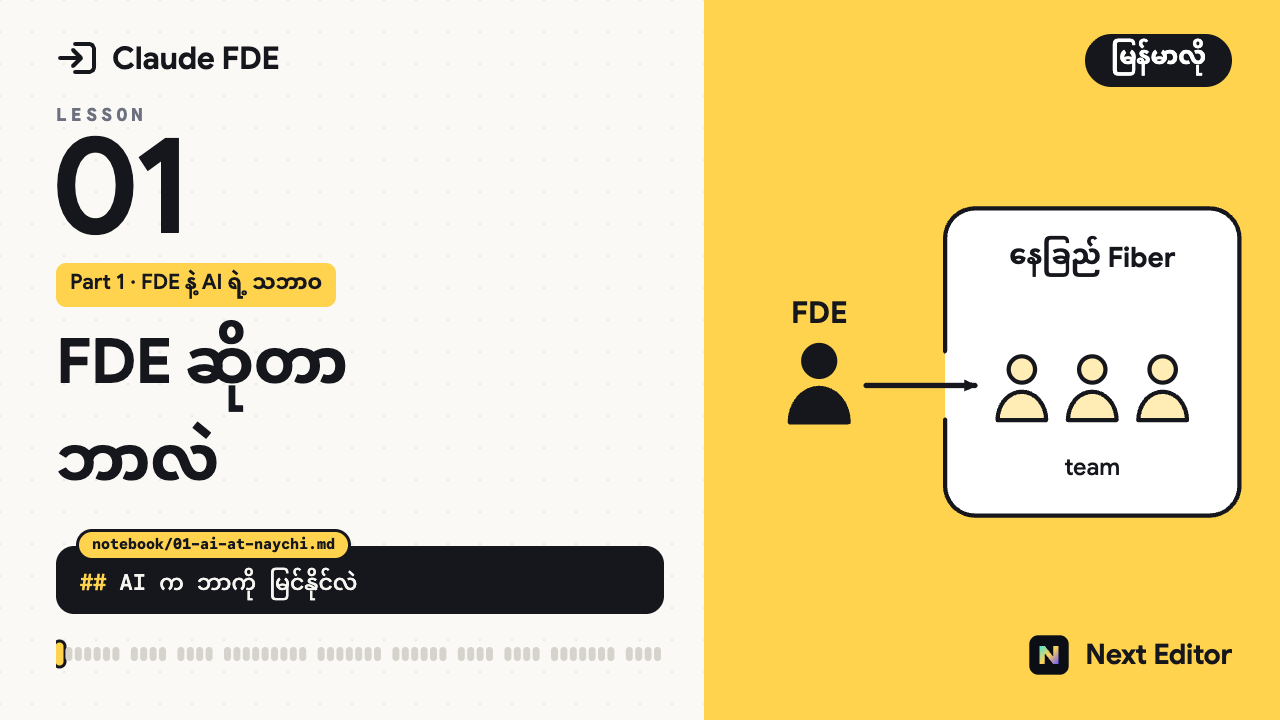 Claude FDE
LESSON
01
Part 1 · FDE နဲ့ AI ရဲ့ သဘာဝ
FDE ဆိုတာ
ဘာလဲ
notebook/01-ai-at-naychi.md
## AI က ဘာကို မြင်နိုင်လဲ
မြန်မာလို
နေခြည် Fiber
FDE
team
Next Editor